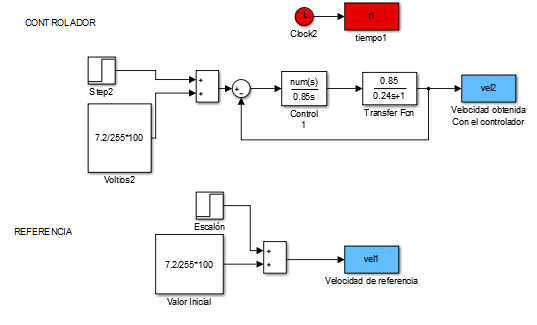 CONTROLADOR
t1
Clock2
tiempo1
Step2
+
+
+
-
num(s)
0.85s
Control
1
0.85
0.24s+1
Transfer Fcn
vel2
Velocidad obtenida
Con el controlador
7.2/255*100
Voltios2
REFERENCIA
Escalón
7.2/255*100
Valor Inicial
+
+
vel1
Velocidad de referencia